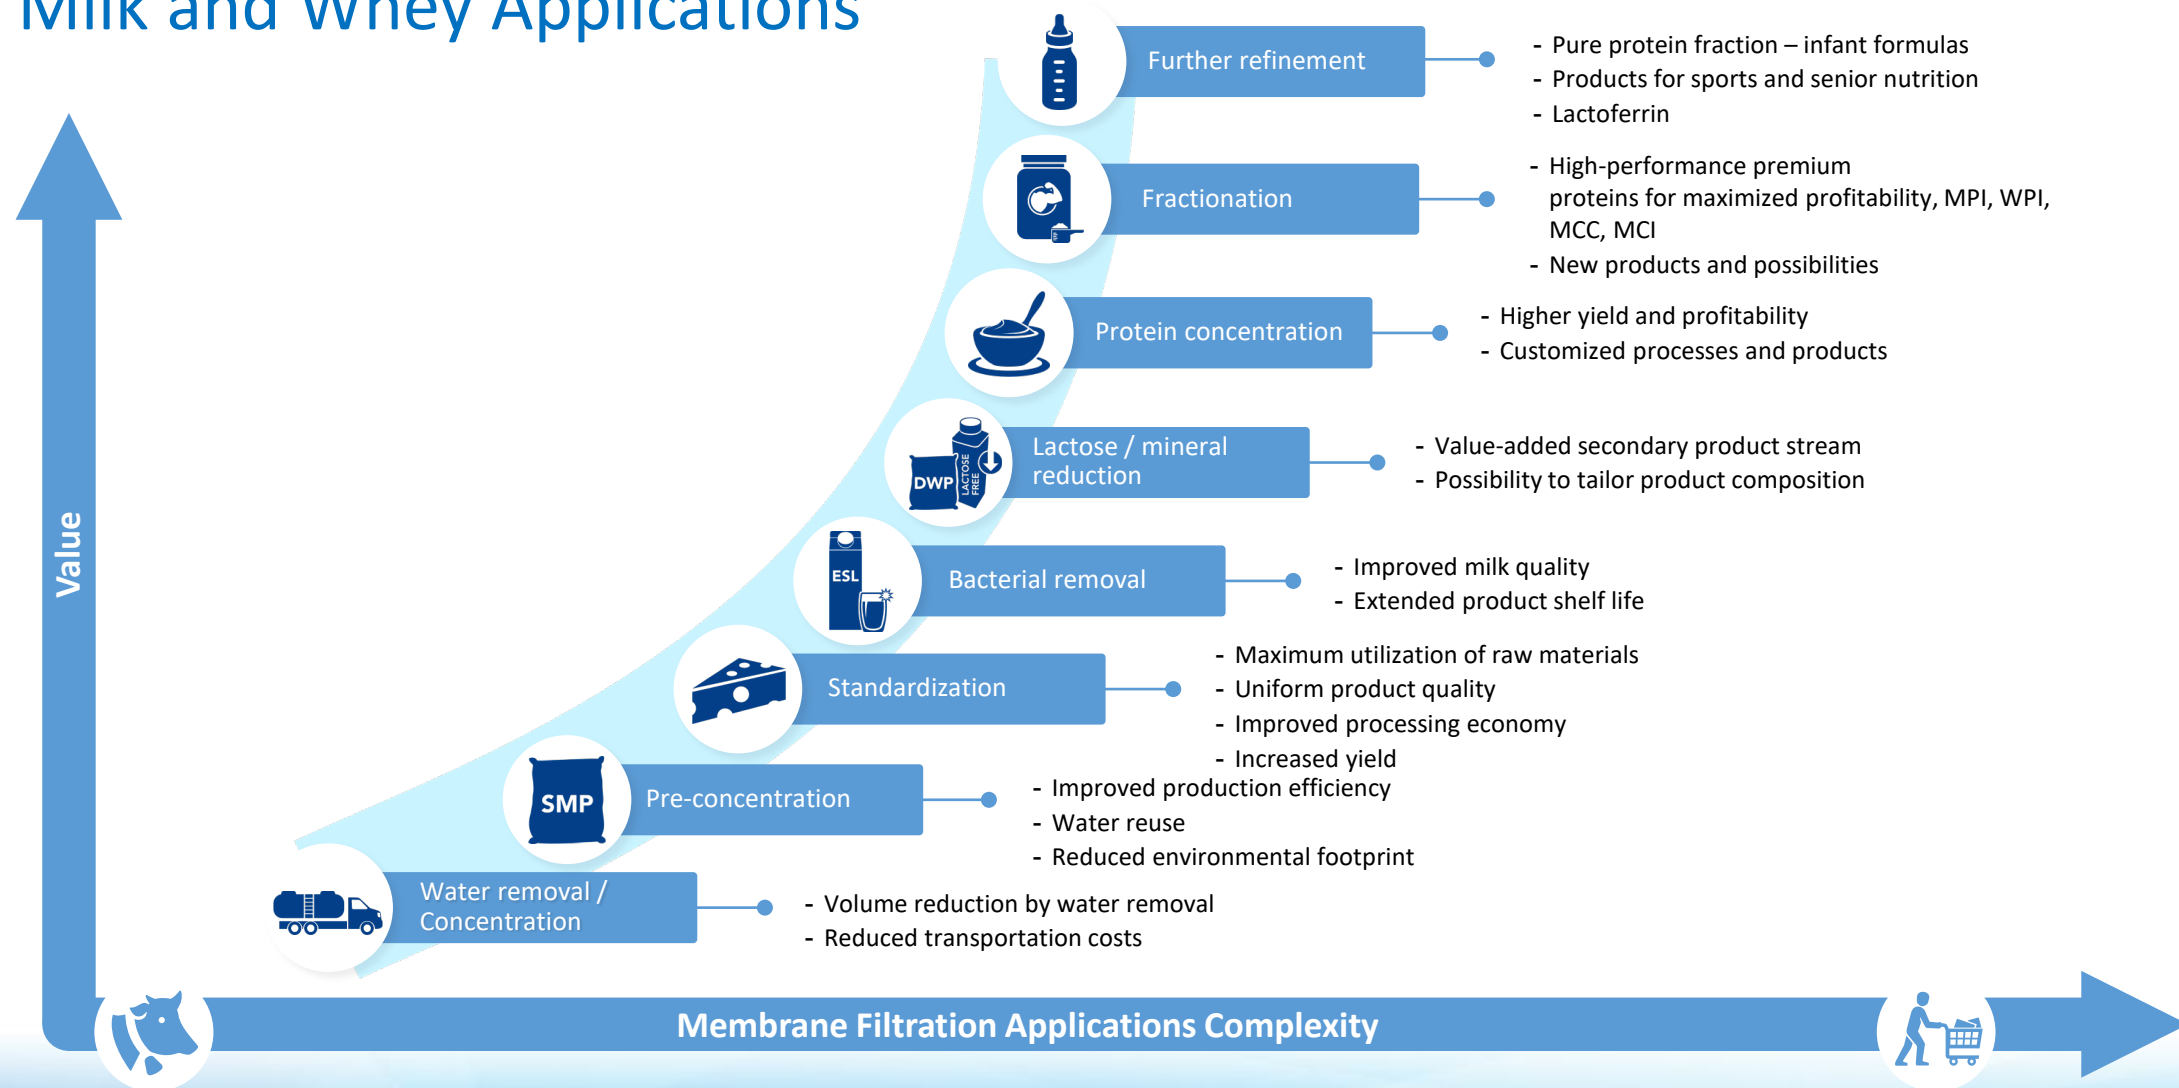 Milk and Whey Applications
Further refinement
- Pure protein fraction – infant formulas
- Products for sports and senior nutrition
- Lactoferrin
Fractionation
- High-performance premium
proteins for maximized profitability, MPI, WPI,
MCC, MCI
- New products and possibilities
Protein concentration
- Higher yield and profitability
- Customized processes and products
DWP
LACTOSE
FREE
Lactose / mineral
reduction
- Value-added secondary product stream
- Possibility to tailor product composition
ESL
Bacterial removal
- Improved milk quality
- Extended product shelf life
Standardization
- Maximum utilization of raw materials
- Uniform product quality
- Improved processing economy
- Increased yield
SMP
Pre-concentration
- Improved production efficiency
- Water reuse
- Reduced environmental footprint
Water removal /
Concentration
- Volume reduction by water removal
- Reduced transportation costs
Value
Membrane Filtration Applications Complexity